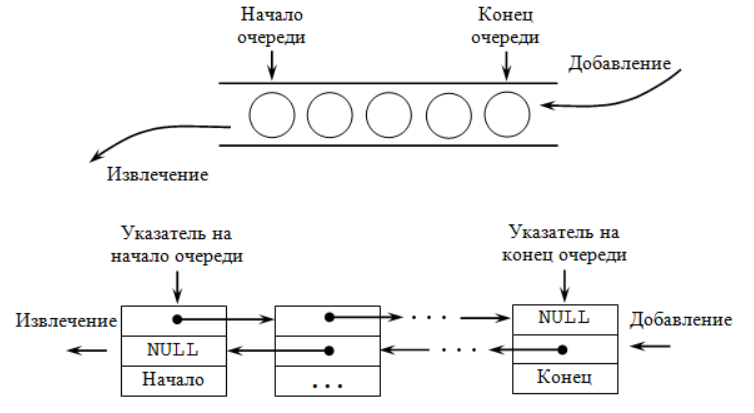 Начало
очереди
Конец
очереди
Добавление
Извлечение
Указатель на
начало очереди
Указатель на
конец очереди
Извлечение
NULL
Начало
. . .
...
. . .
NULL
Конец
Добавление